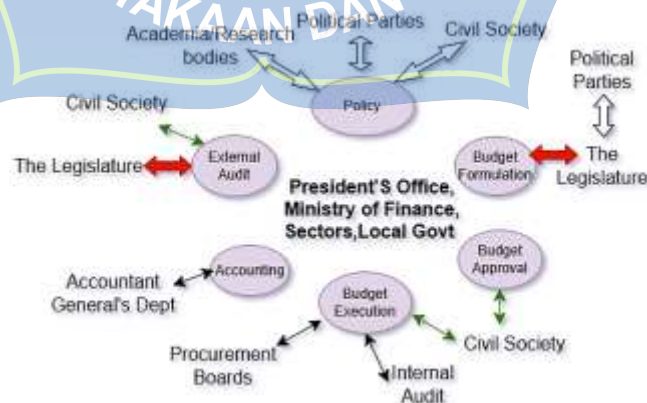 TAKAAN DAN
Academia/Research
bodies
Political Parties
Civil Society
Policy
Political
Parties
Civil Society
The Legislature
External
Audit
Budget
Formulation
The
Legislature
President'S Office,
Ministry of Finance,
Sectors,Local Govt
Budget
Approval
Accounting
Accountant
General's Dept
Budget
Execution
Civil Society
Procurement
Boards
Internal
Audit